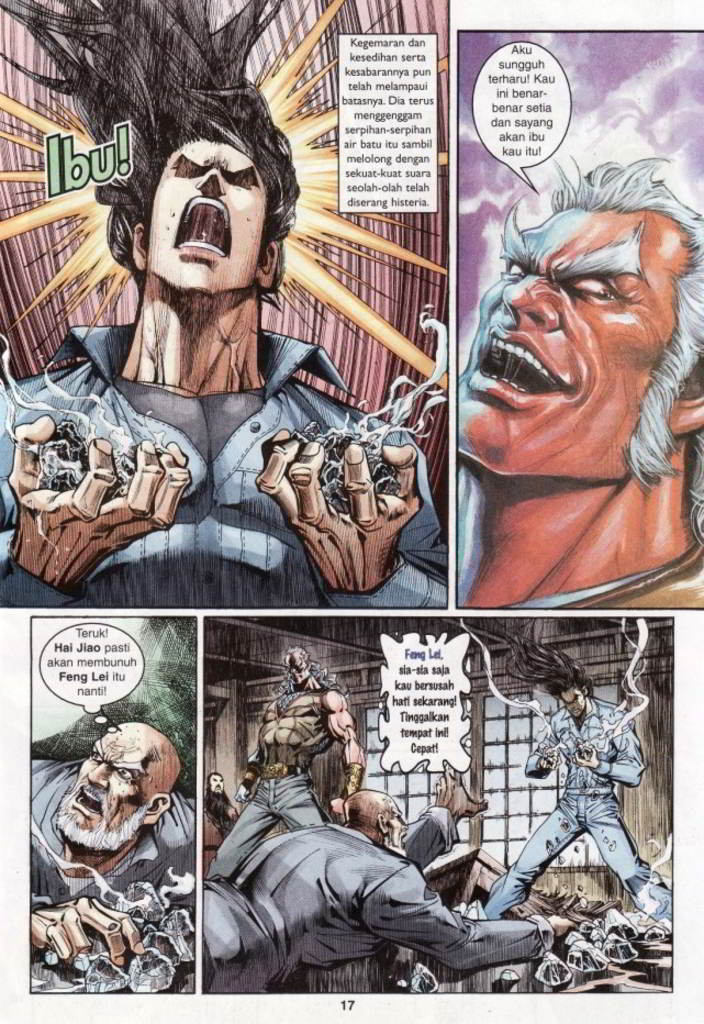 Ibu!
Kegemaran dan
kesedihan serta
kesabarannya pun
telah melampaui
batasnya. Dia terus
menggenggam
serpihan-serpihan
air batu itu sambil
melolong dengan
sekuat-kuat suara
seolah-olah telah
diserang histeria.
Aku
sungguh
terharu! Kau
ini benar-
benar setia
dan sayang
akan ibu
kau itu!
Teruk!
Hai Jiao pasti
akan membunuh
Feng Lei itu
nanti!
Feng Lei,
sia-sia saja
kau bersusah
hati sekarang!
Tinggalkan
tempat ini!
Cepat!
17